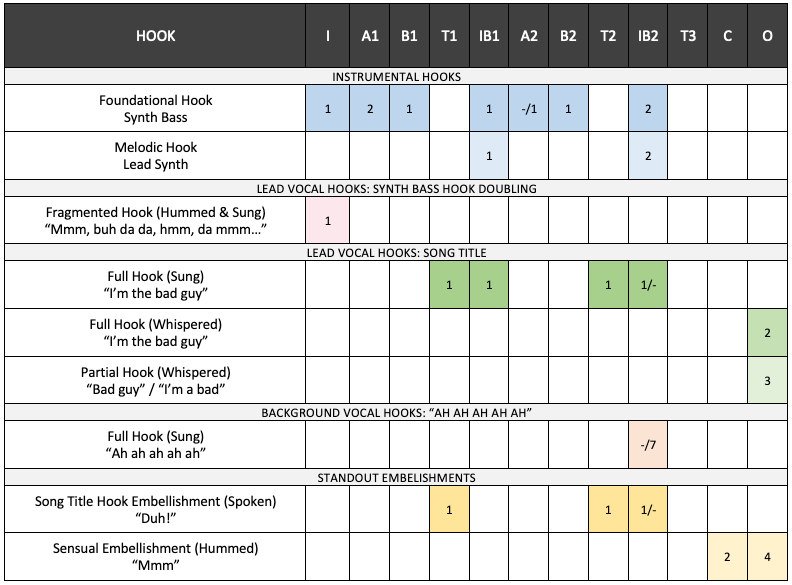 HOOK I A1 B1 T1 IB1 A2 B2 T2 IB2 T3 C O
INSTRUMENTAL HOOKS
Foundational Hook
Synth Bass 1 2 1 1 -/1 1 2
Melodic Hook
Lead Synth 1 2
LEAD VOCAL HOOKS: SYNTH BASS HOOK DOUBLING
Fragmented Hook (Hummed & Sung)
“Mmm, buh da da, hmm, da mmm…” 1
LEAD VOCAL HOOKS: SONG TITLE
Full Hook (Sung)
“I’m the bad guy” 1 1 1 1/-
Full Hook (Whispered)
“I’m the bad guy” 2
Partial Hook (Whispered)
“Bad guy” / “I’m a bad” 3
BACKGROUND VOCAL HOOKS: “AH AH AH AH AH”
Full Hook (Sung)
“Ah ah ah ah ah” -/7
STANDOUT EMBELISHMENTS
Song Title Hook Embellishment (Spoken)
“Duh!” 1 1 1/-
Sensual Embellishment (Hummed)
“Mmm” 2 4